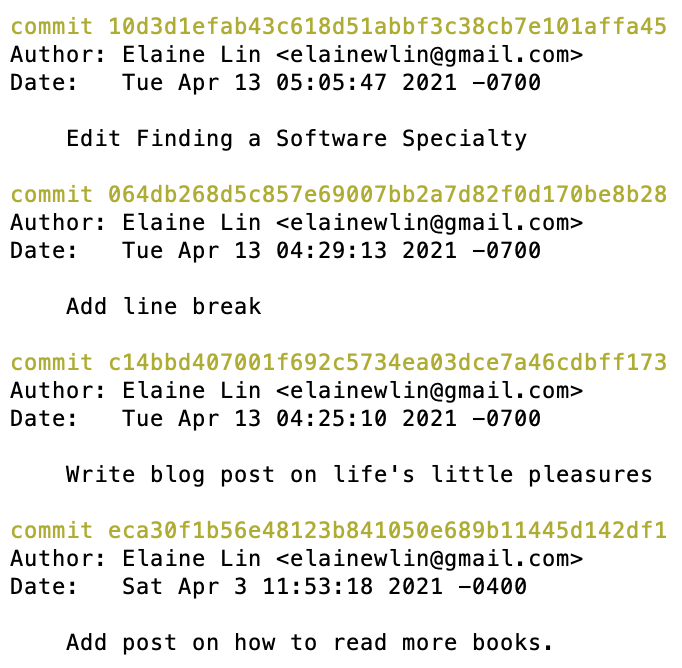 commit 10d3d1efab43c618d51abbf3c38cb7e101affa45
Author: Elaine Lin <elainewlin@gmail.com>
Date:   Tue Apr 13 05:05:47 2021 -0700
    Edit Finding a Software Specialty
commit 064db268d5c857e69007bb2a7d82f0d170be8b28
Author: Elaine Lin <elainewlin@gmail.com>
Date:   Tue Apr 13 04:29:13 2021 -0700
    Add line break
commit c14bbd407001f692c5734ea03dce7a46cdbff173
Author: Elaine Lin <elainewlin@gmail.com>
Date:   Tue Apr 13 04:25:10 2021 -0700
    Write blog post on life's little pleasures
commit eca30f1b56e48123b841050e689b11445d142df1
Author: Elaine Lin <elainewlin@gmail.com>
Date:   Sat Apr 3 11:53:18 2021 -0400
    Add post on how to read more books.